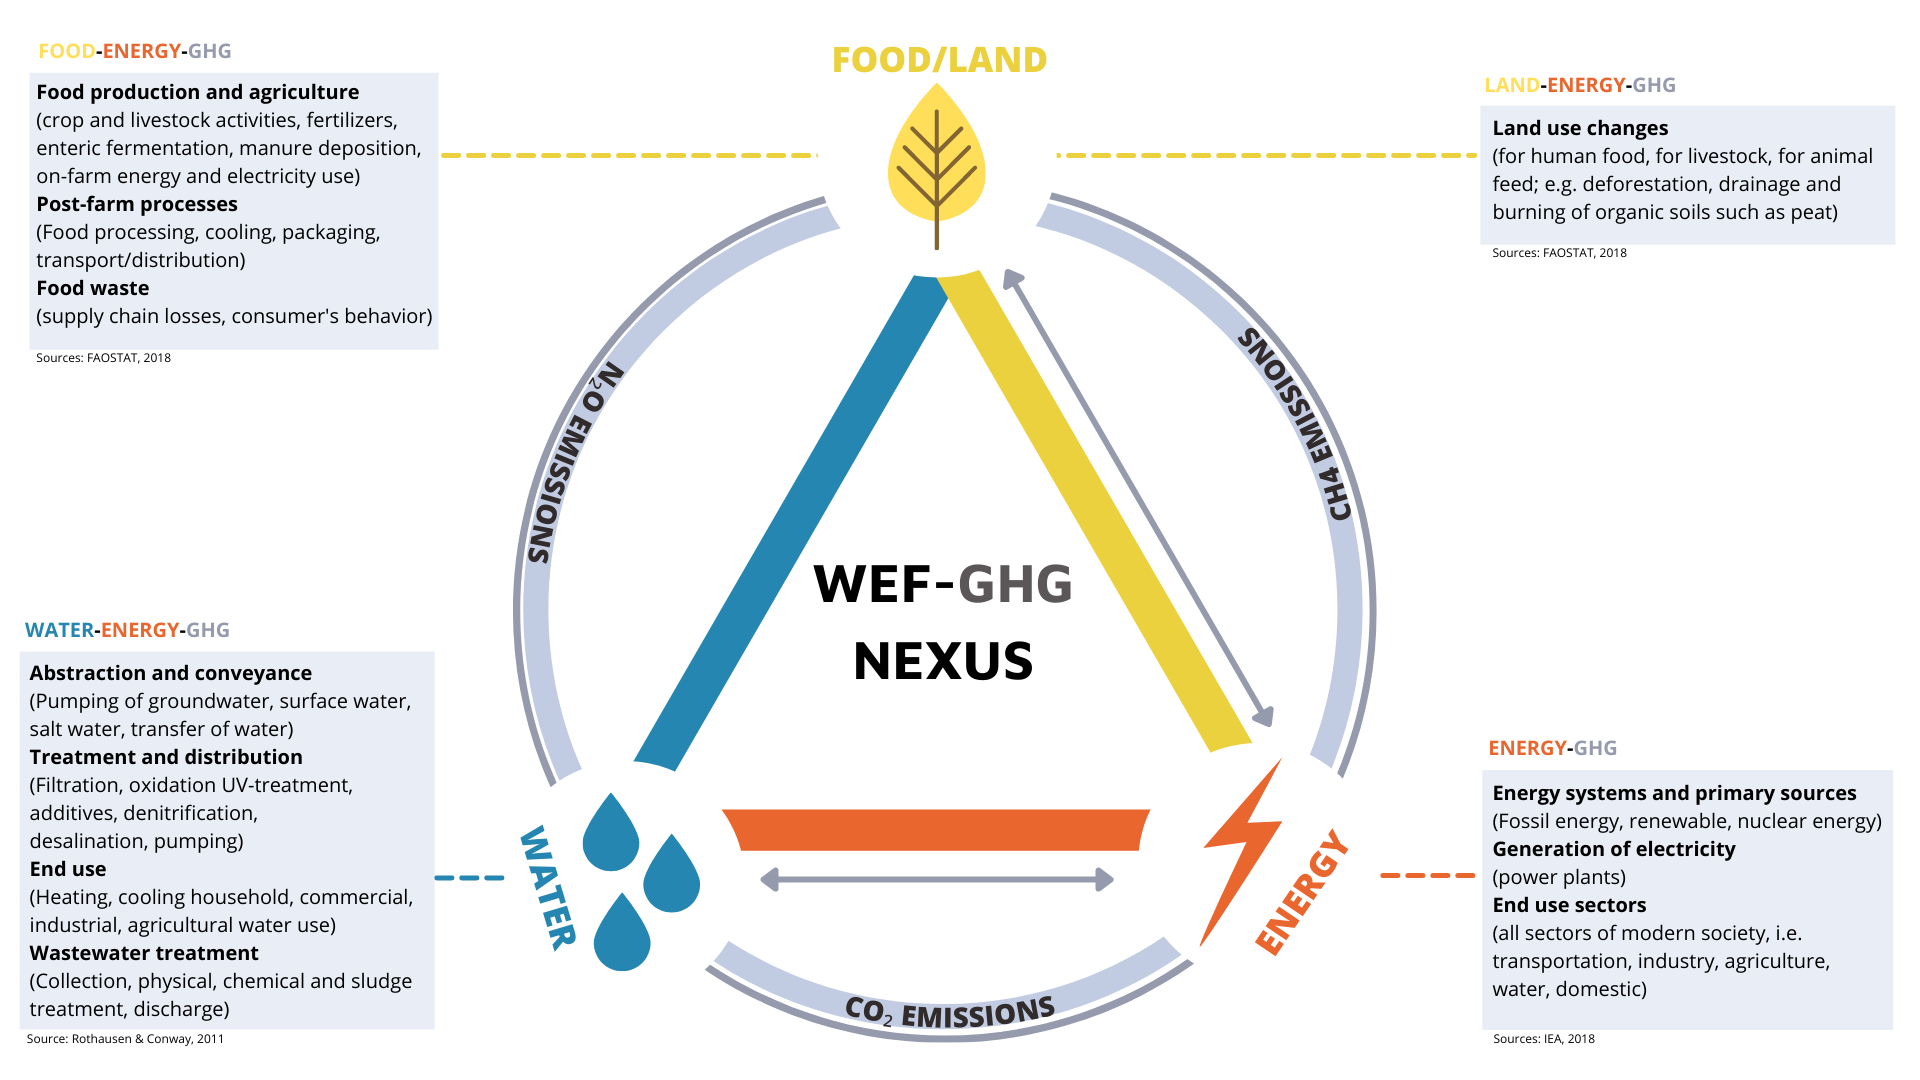 FOOD-ENERGY-GHG
Food production and agriculture
(crop and livestock activities, fertilizers,
enteric fermentation, manure deposition,
on-farm energy and electricity use)
Post-farm processes
(Food processing, cooling, packaging,
transport/distribution)
Food waste
(supply chain losses, consumer's behavior)
Sources: FAOSTAT, 2018
FOOD/LAND
LAND-ENERGY-GHG
Land use changes
(for human food, for livestock, for animal
feed; e.g. deforestation, drainage and
burning of organic soils such as peat)
Sources: FAOSTAT, 2018
N₂O EMISSIONS
CH4 EMISSIONS
WEF-GHG
NEXUS
WATER-ENERGY-GHG
Abstraction and conveyance
(Pumping of groundwater, surface water,
salt water, transfer of water)
Treatment and distribution
(Filtration, oxidation UV-treatment,
additives, denitrification,
desalination, pumping)
End use
(Heating, cooling household, commercial,
industrial, agricultural water use)
Wastewater treatment
(Collection, physical, chemical and sludge
treatment, discharge)
Source: Rothausen & Conway, 2011
WATER
ENERGY
CO₂ EMISSIONS
ENERGY-GHG
Energy systems and primary sources
(Fossil energy, renewable, nuclear energy)
Generation of electricity
(power plants)
End use sectors
(all sectors of modern society, i.e.
transportation, industry, agriculture,
water, domestic)
Sources: IEA, 2018